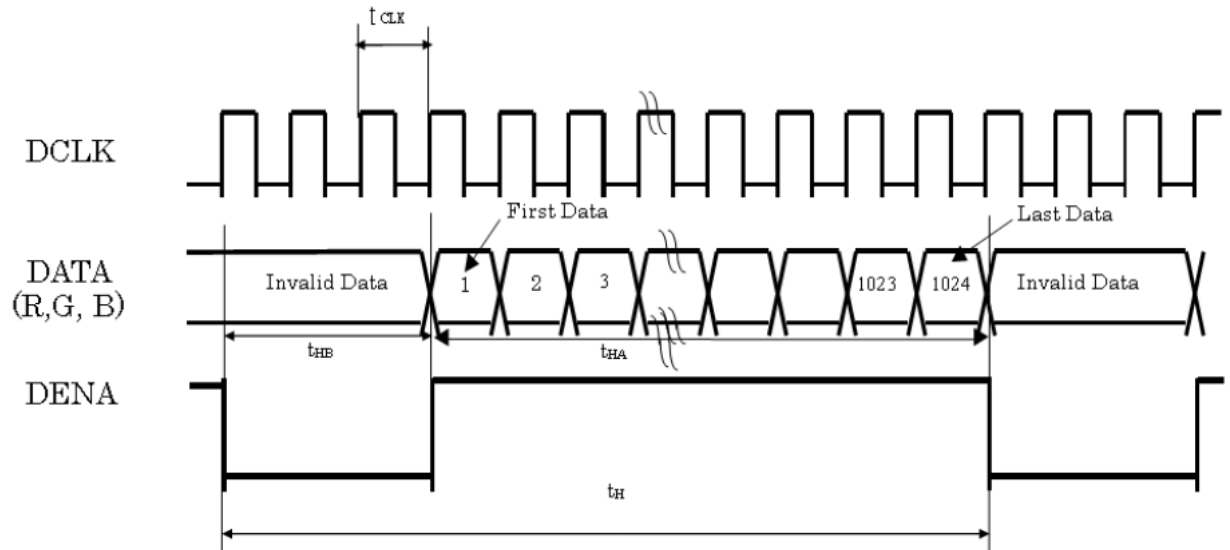 tCLK
DCLK
First Data
Last Data
DATA
(R,G, B)
Invalid Data
1
2
3
1023
1024
Invalid Data
tHB
tHA
DENA
tH